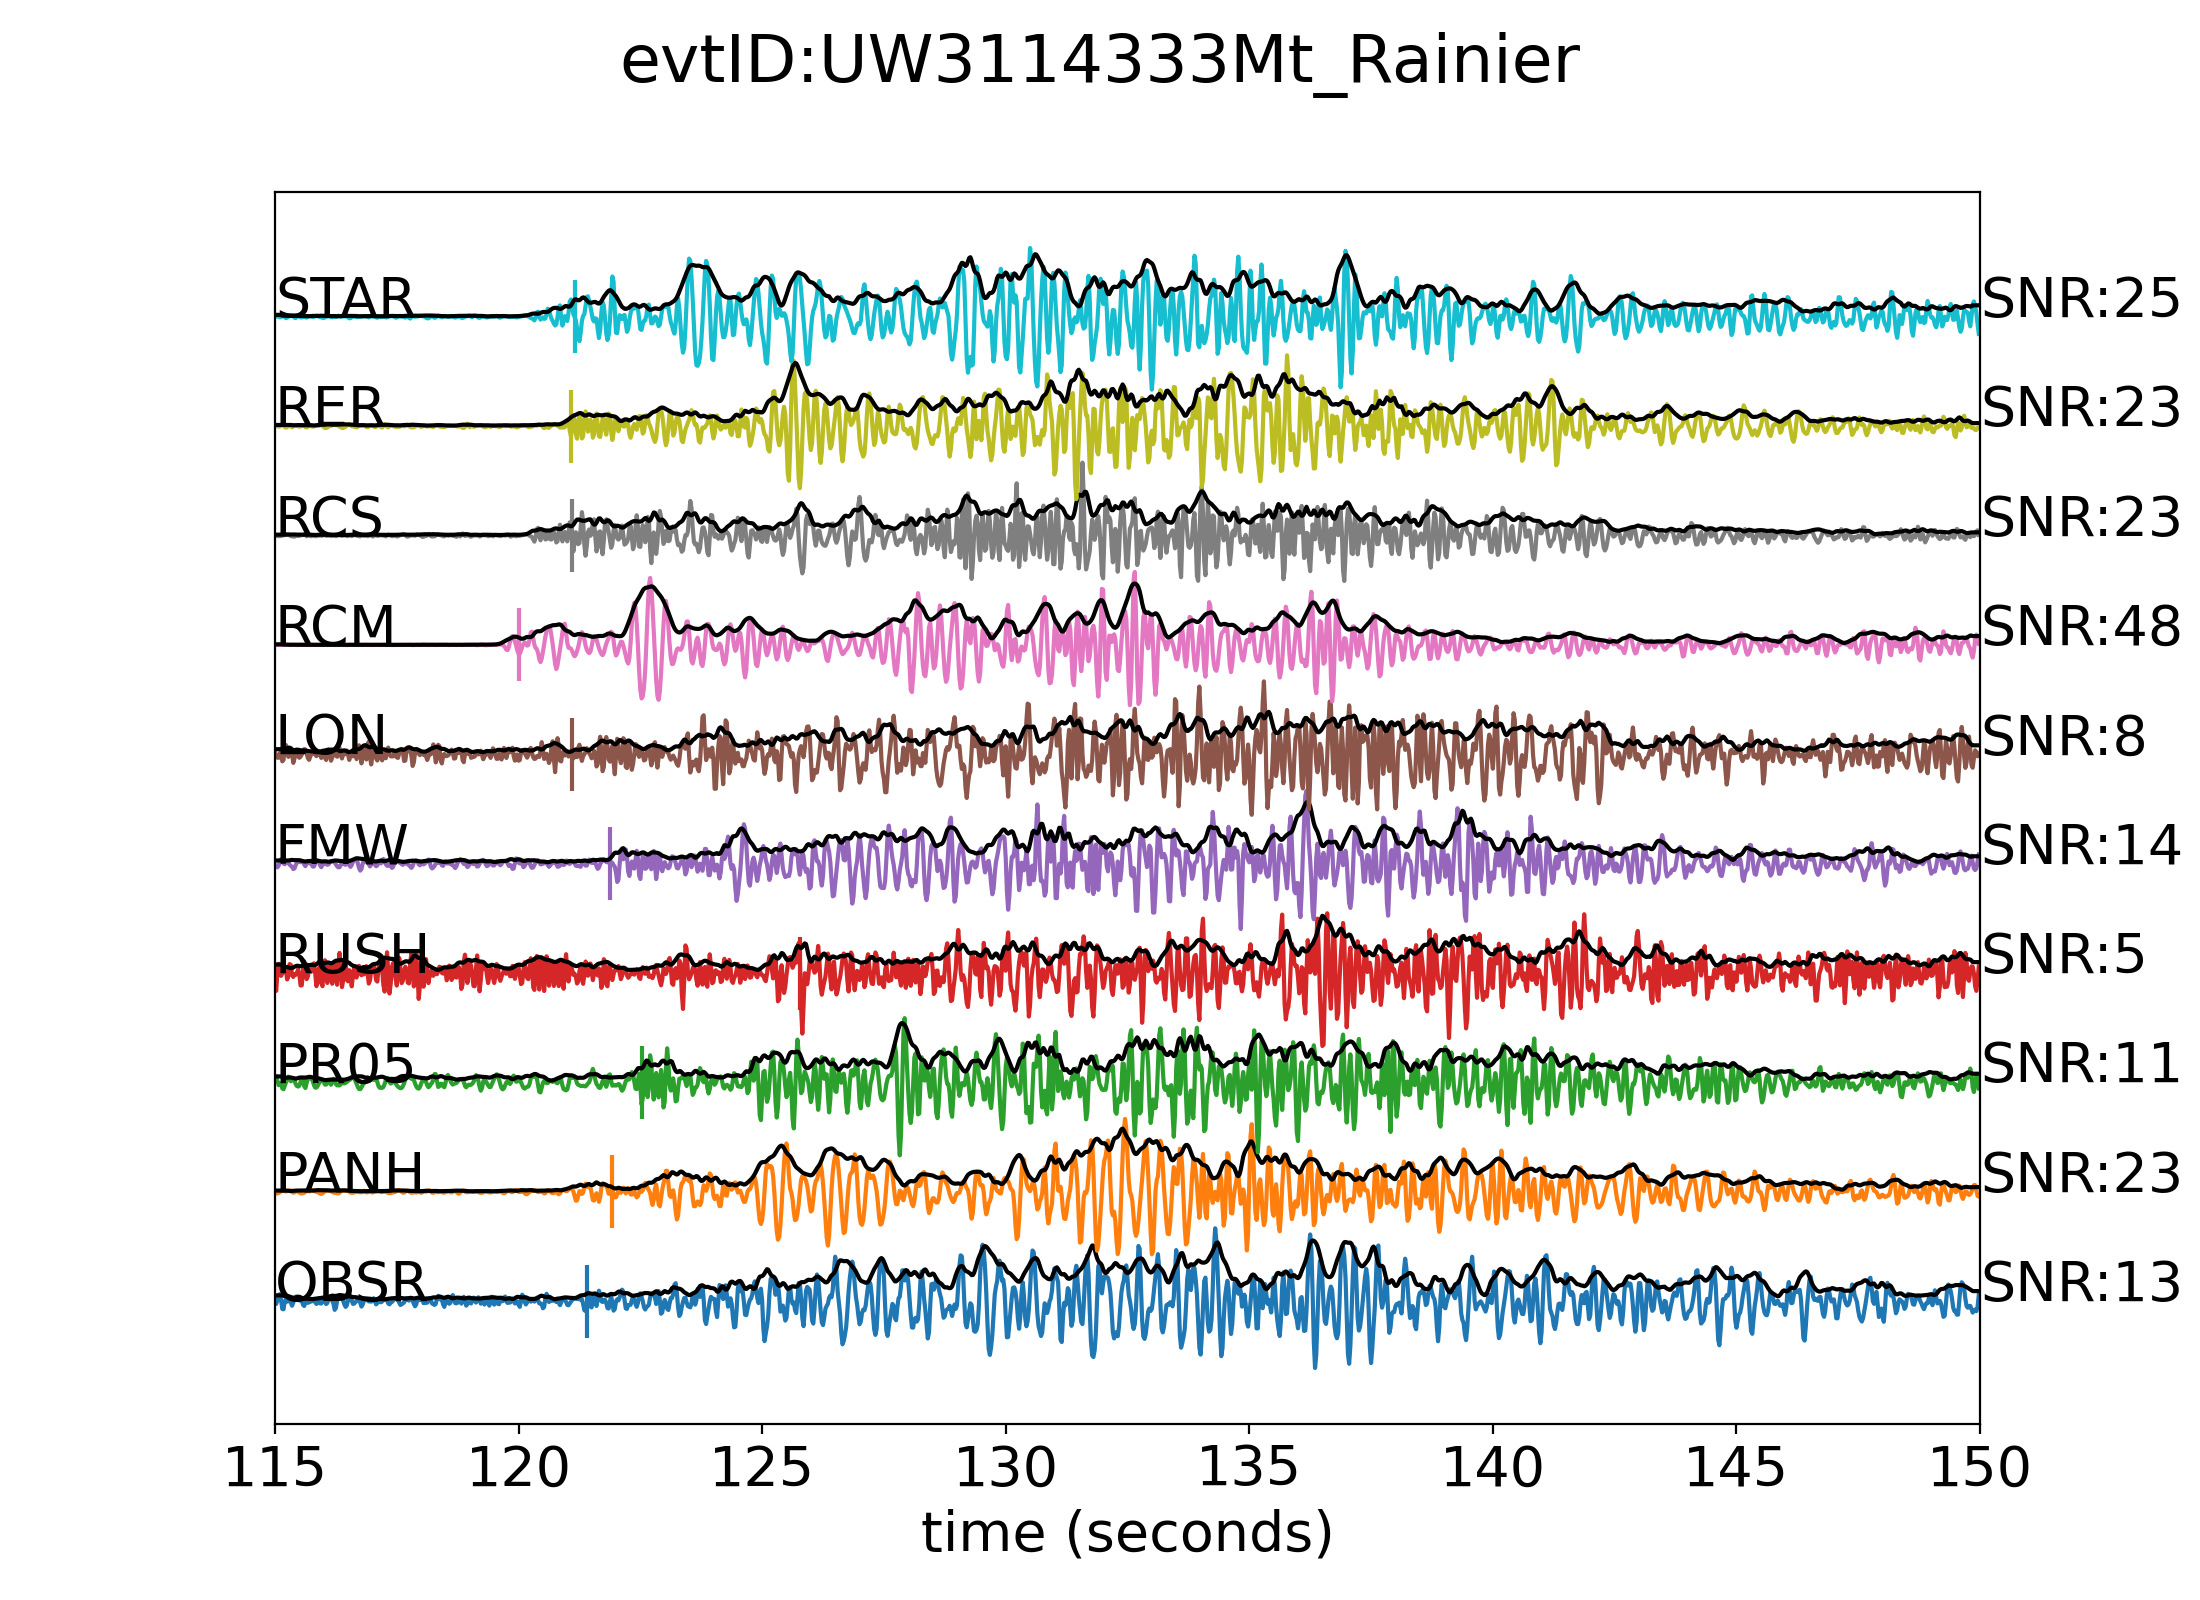 evtID:UW3114333Mt_Rainier
STAR SNR:25
RER SNR:23
RCS SNR:23
RCM SNR:48
LON SNR:8
FMW SNR:14
RUSH SNR:5
PR05 SNR:11
PANH SNR:23
OBSR SNR:13
115 120 125 130 135 140 145 150
time (seconds)